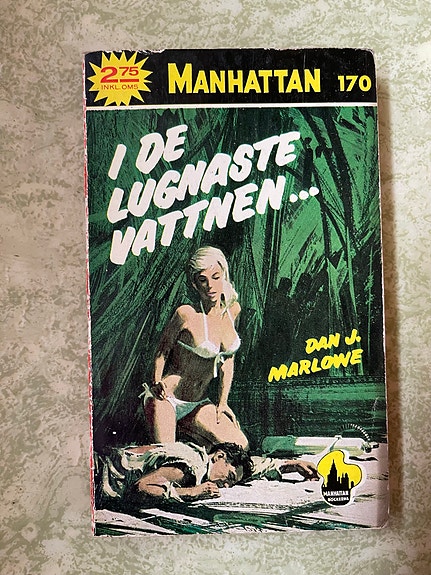 2.75
INKL. OMS
MANHATTAN 170
I DE
LUGNASTE
VATTNEN...
DAN J.
MARLOWE
MANHATTAN
BÖCKERNA